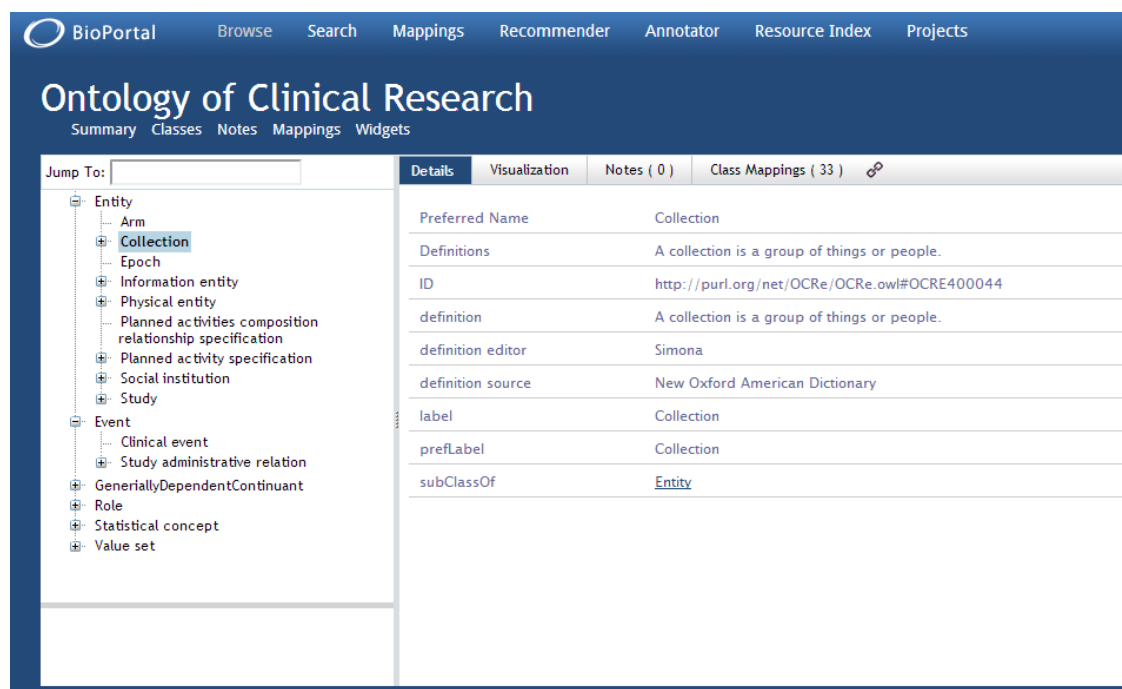 BioPortal Browse Search Mappings Recommender Annotator Resource Index Projects
Ontology of Clinical Research
Summary Classes Notes Mappings Widgets
Jump To:
Entity
Arm
Collection
Epoch
Information entity
Physical entity
Planned activities composition
relationship specification
Planned activity specification
Social institution
Study
Event
Clinical event
Study administrative relation
GeneriallyDependentContinuant
Role
Statistical concept
Value set
Details Visualization Notes ( 0 ) Class Mappings ( 33 )
Preferred Name Collection
Definitions A collection is a group of things or people.
ID http://purl.org/net/OCRe/OCRe.owl#OCRE400044
definition A collection is a group of things or people.
definition editor Simona
definition source New Oxford American Dictionary
label Collection
prefLabel Collection
subClassOf Entity